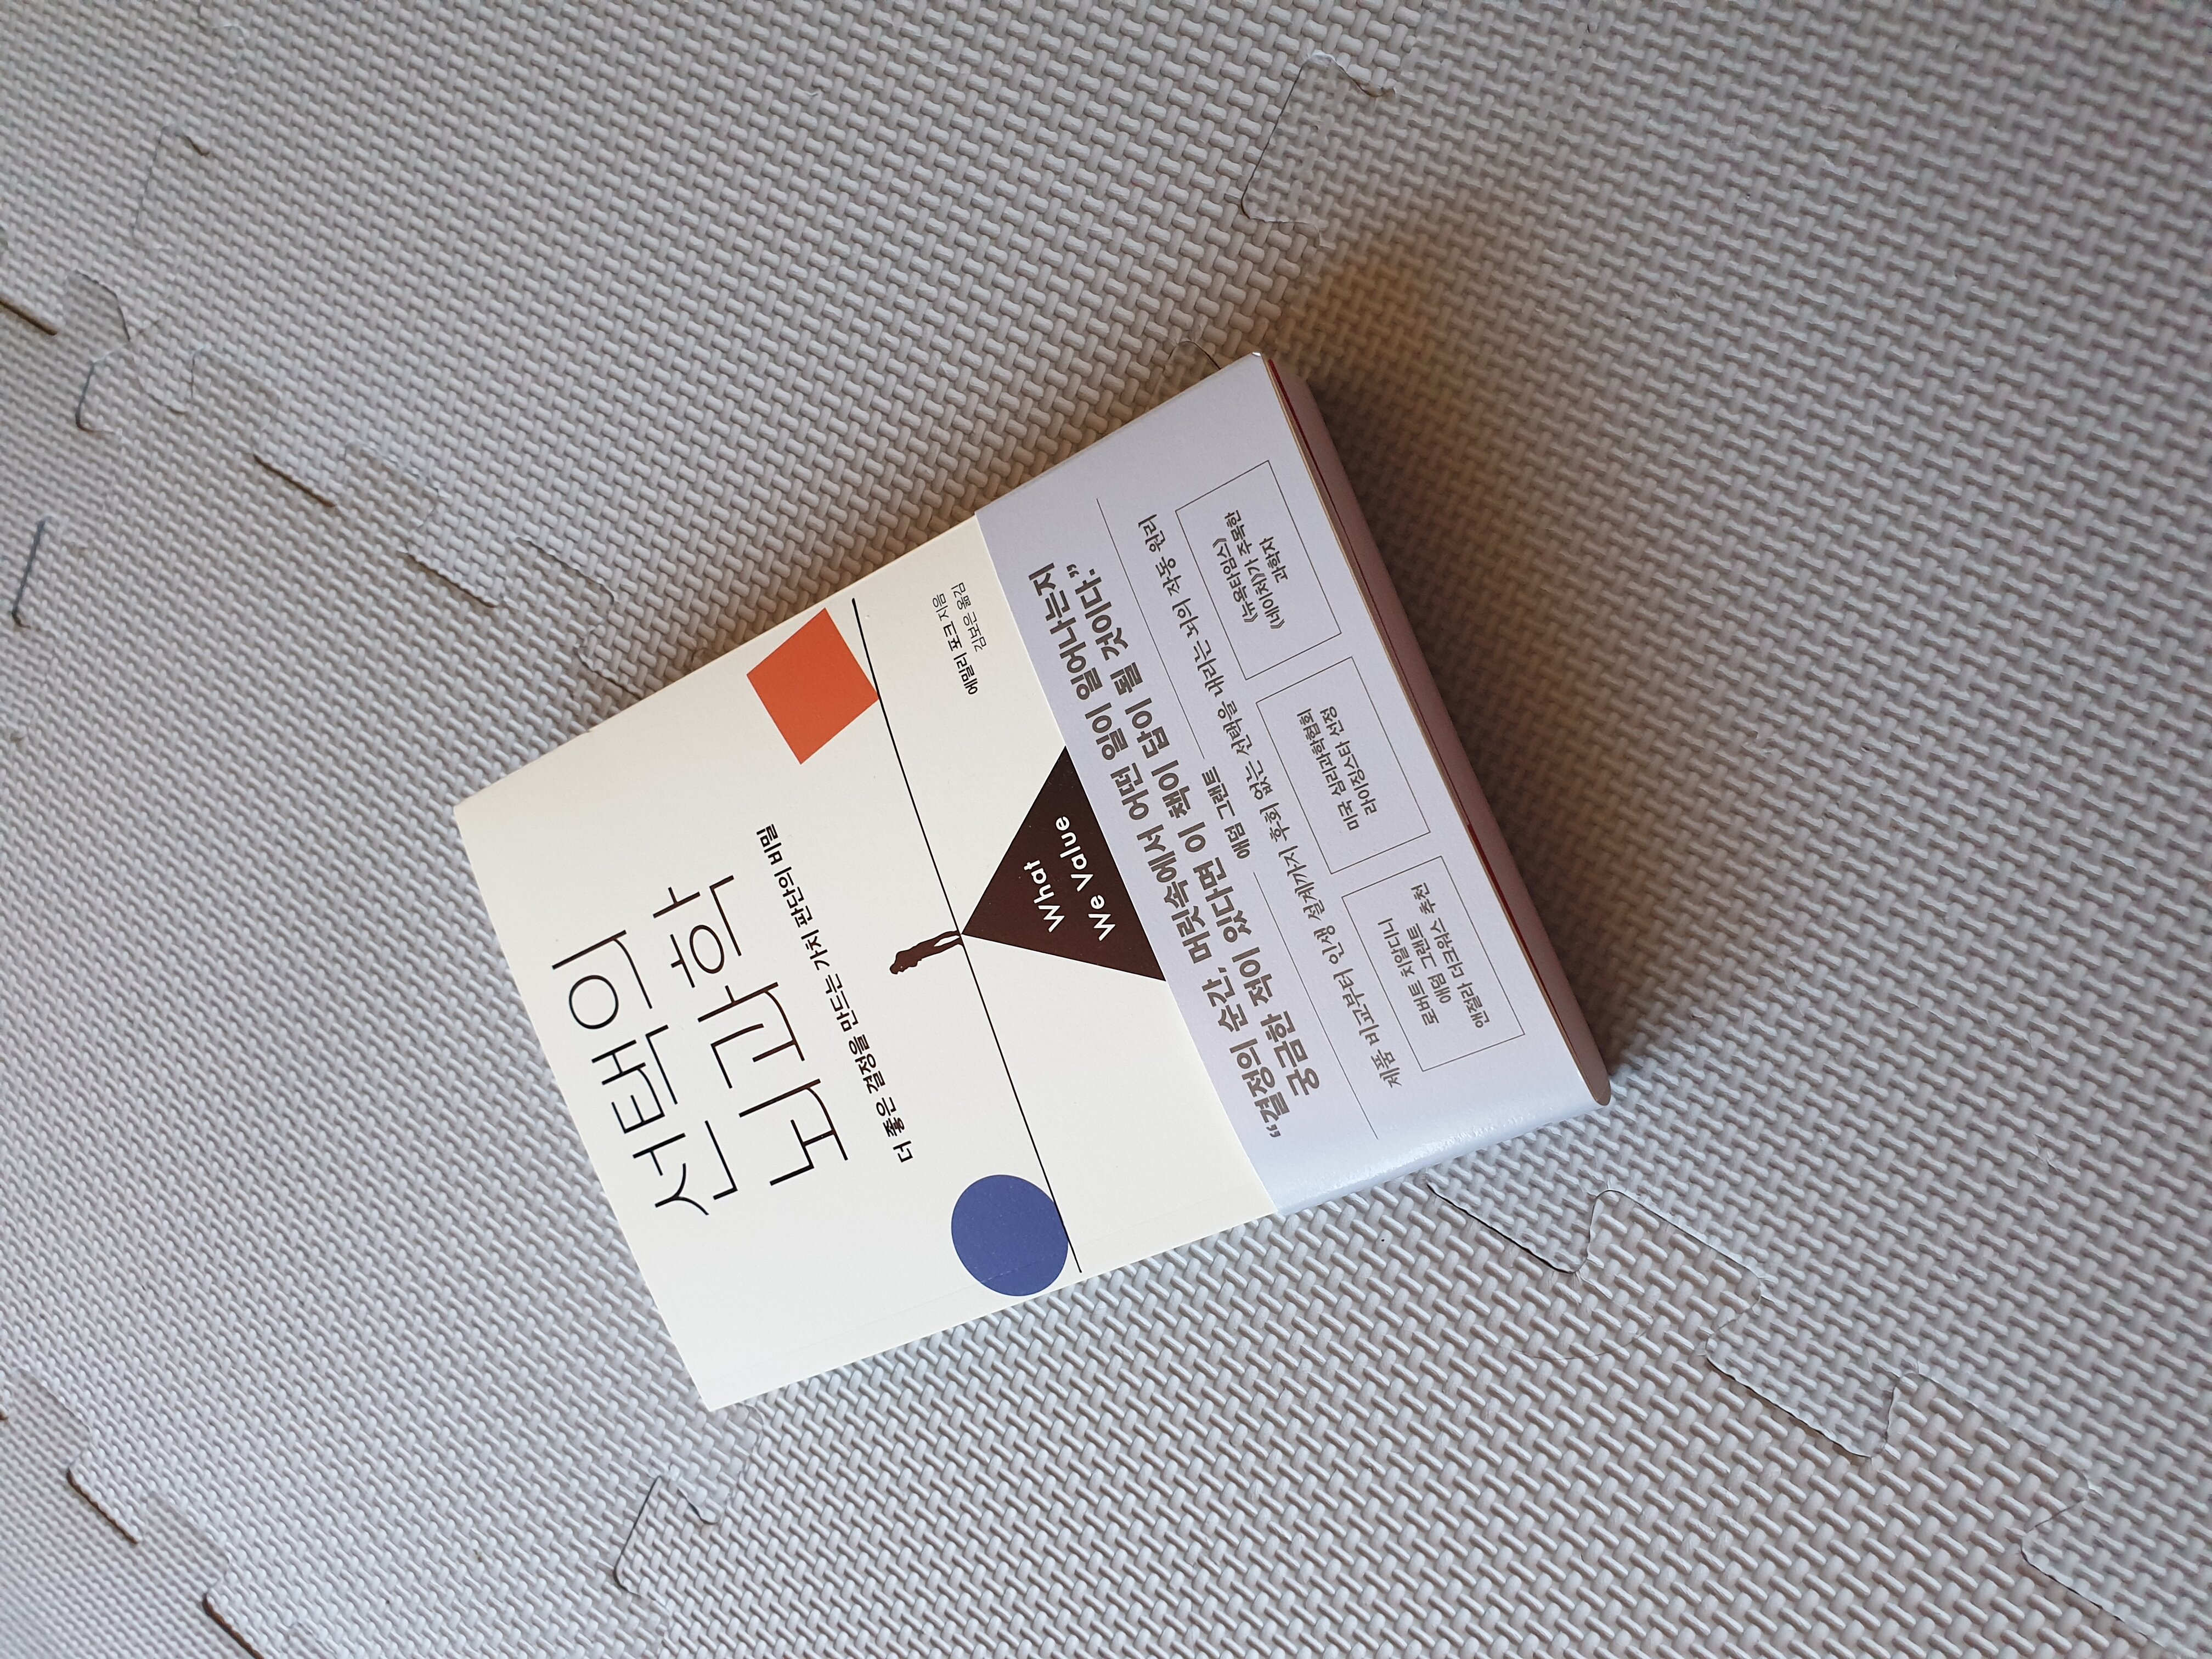 선택의
뇌과학
더 좋은 결정을 만드는 가치 판단의 비밀
에밀리 포크 지음
김보은 옮김
What
We Value
“결정의 순간, 머릿속에서 어떤 일이 일어나는지
궁금한 적이 있다면 이 책이 답이 될 것이다.”
애덤 그랜트
제품 비교부터 인생 설계까지 후회 없는 선택을 내리는 뇌의 작동 원리
로버트 치알디니
애덤 그랜트
앤절라 더크워스 추천
미국 심리과학협회
라이징스타 선정
《뉴욕타임스》
《네이처》가 주목한
과학자